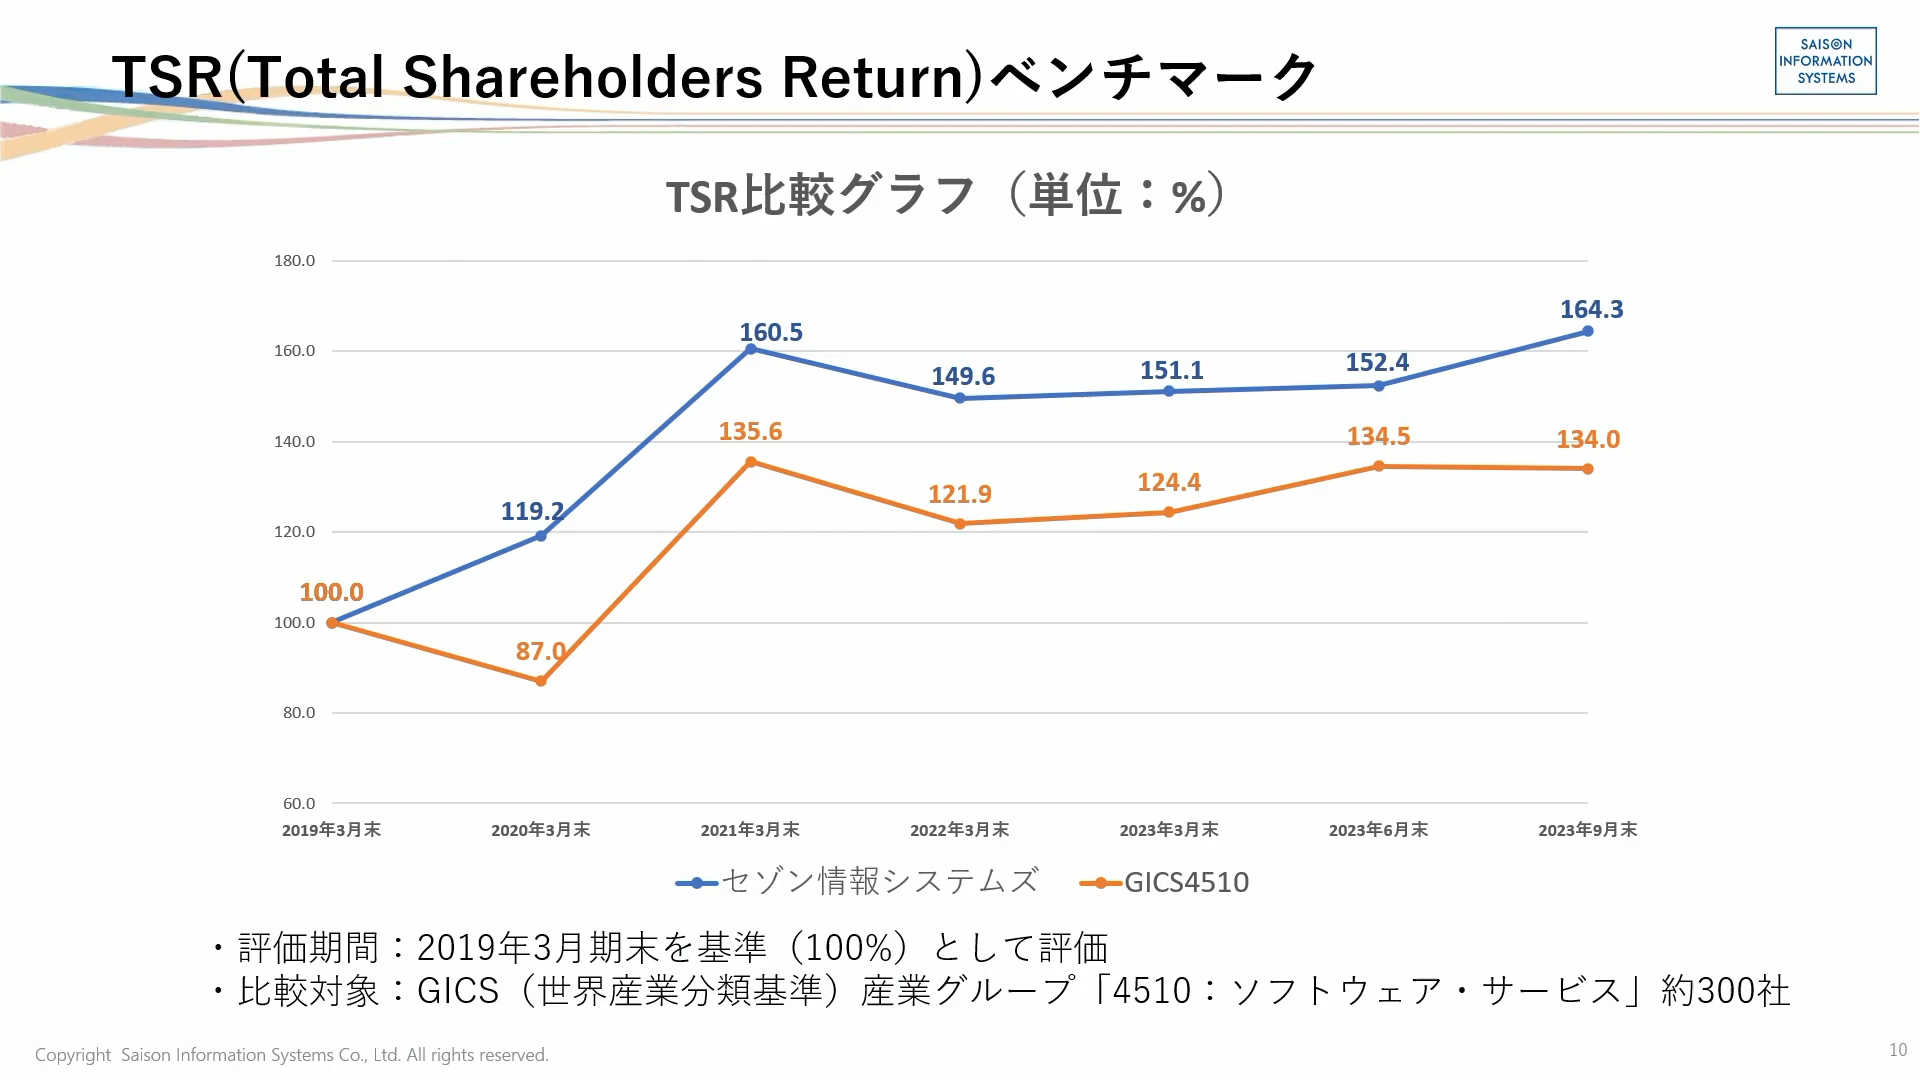 TSR(Total Shareholders Return)ベンチマーク
SAISON
INFORMATION
SYSTEMS
TSR比較グラフ（単位：%）
180.0
160.0
140.0
120.0
100.0
80.0
60.0
100.0
119.2
160.5
149.6
151.1
152.4
164.3
87.0
135.6
121.9
124.4
134.5
134.0
2019年3月末 2020年3月末 2021年3月末 2022年3月末 2023年3月末 2023年6月末 2023年9月末
セゾン情報システムズ GICS4510
・評価期間：2019年3月期末を基準（100%）として評価
・比較対象：GICS（世界産業分類基準）産業グループ「4510：ソフトウェア・サービス」約300社
Copyright Saison Information Systems Co., Ltd. All rights reserved.
10